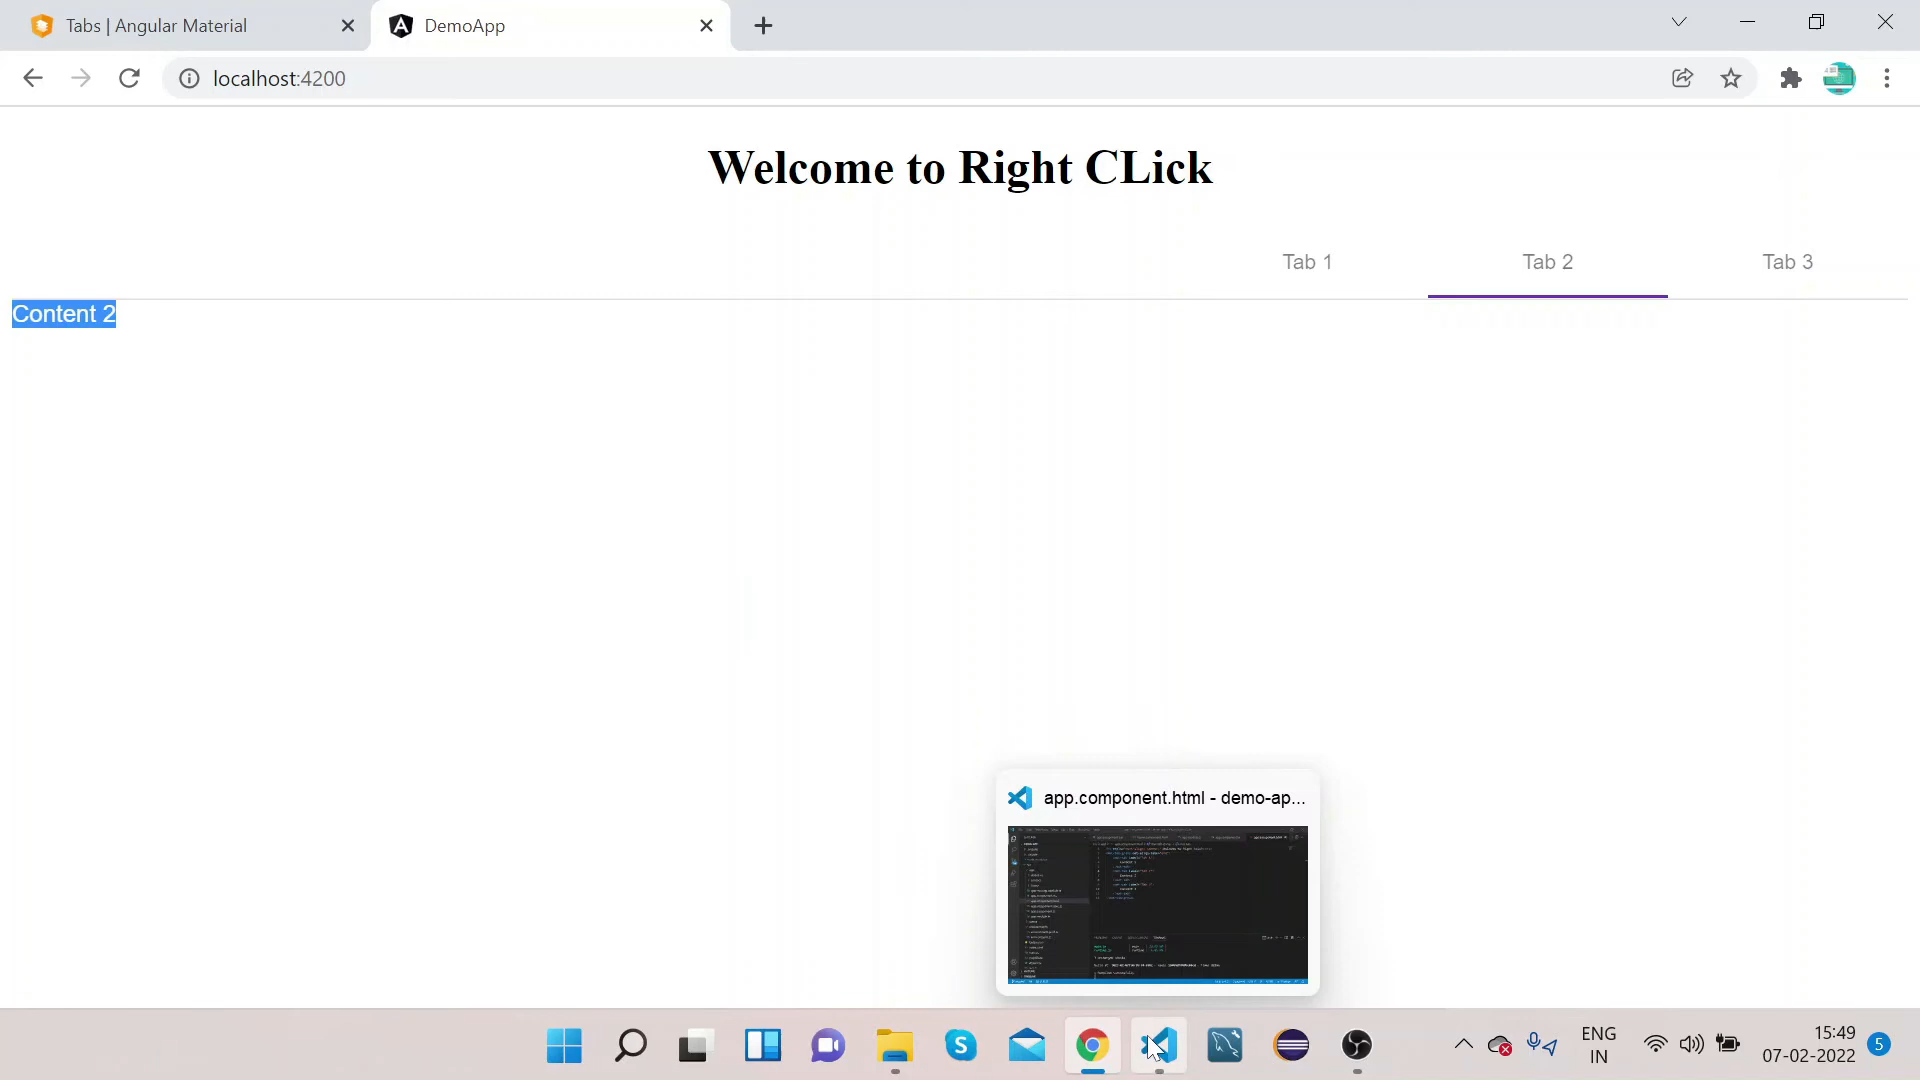 Tabs | Angular Material
DemoApp
localhost:4200
Welcome to Right CLick
Tab 1
Tab 2
Tab 3
Content 2
app.component.html - demo-ap...
ENG
IN
15:49
07-02-2022
5